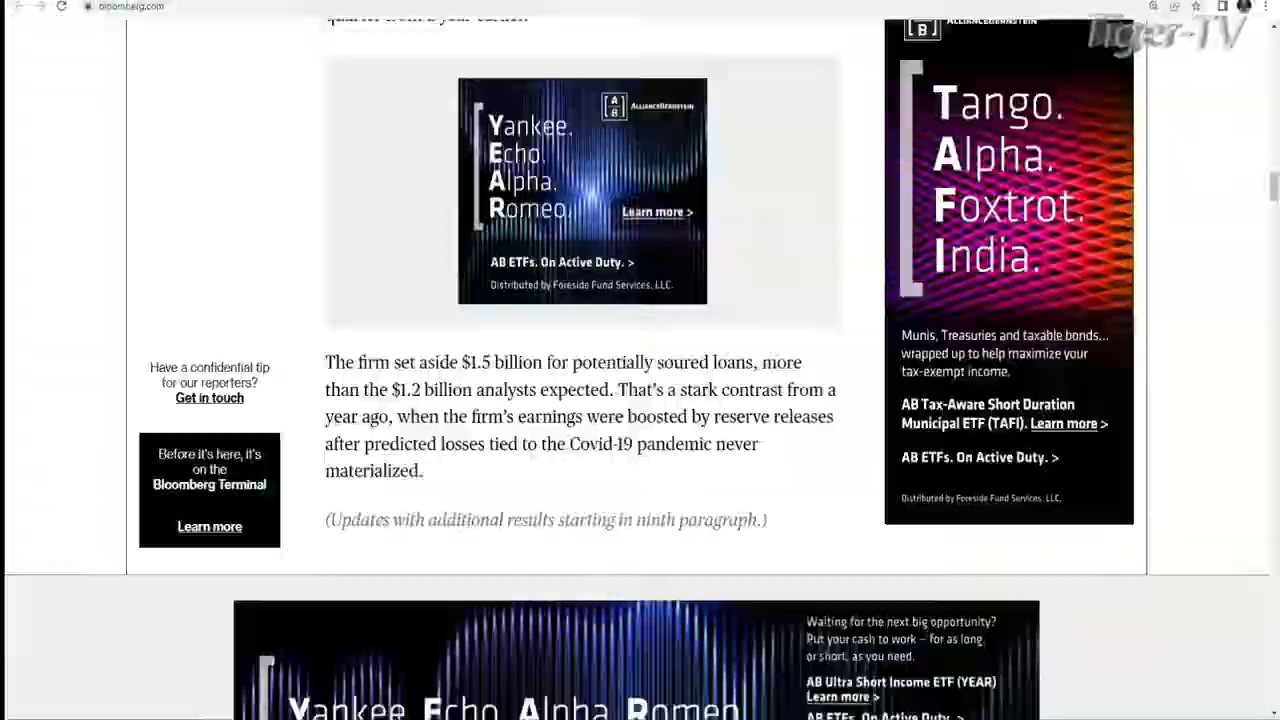 bloomberg.com
Tiger-TV
ALLIANCEBERNSTEIN
[A B] ALLIANCEBERNSTEIN
Yankee.
Echo.
Alpha.
Romeo.
Learn more >
AB ETFs. On Active Duty. >
Distributed by Foreside Fund Services, LLC.
Tango.
Alpha.
Foxtrot.
India.
Munis, Treasuries and taxable bonds...
wrapped up to help maximize your
tax-exempt income.
AB Tax-Aware Short Duration
Municipal ETF (TAFI). Learn more >
AB ETFs. On Active Duty. >
Distributed by Foreside Fund Services, LLC.
Have a confidential tip
for our reporters?
Get in touch
Before it's here, it's
on the
Bloomberg Terminal
Learn more
The firm set aside $1.5 billion for potentially soured loans, more
than the $1.2 billion analysts expected. That's a stark contrast from a
year ago, when the firm's earnings were boosted by reserve releases
after predicted losses tied to the Covid-19 pandemic never
materialized.
(Updates with additional results starting in ninth paragraph.)
Yankee Echo Alpha Romeo
Waiting for the next big opportunity?
Put your cash to work – for as long,
or short, as you need.
AB Ultra Short Income ETF (YEAR)
Learn more >
AB ETFs. On Active Duty. >